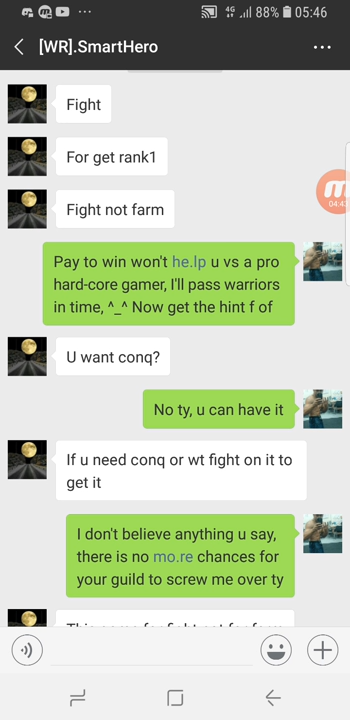 4G 88% 05:46
[WR].SmartHero
Fight
For get rank1
Fight not farm
04:43
Pay to win won't he.lp u vs a pro
hard-core gamer, I'll pass warriors
in time, ^_^ Now get the hint f of
U want conq?
No ty, u can have it
If u need conq or wt fight on it to
get it
I don't believe anything u say,
there is no mo.re chances for
your guild to screw me over ty